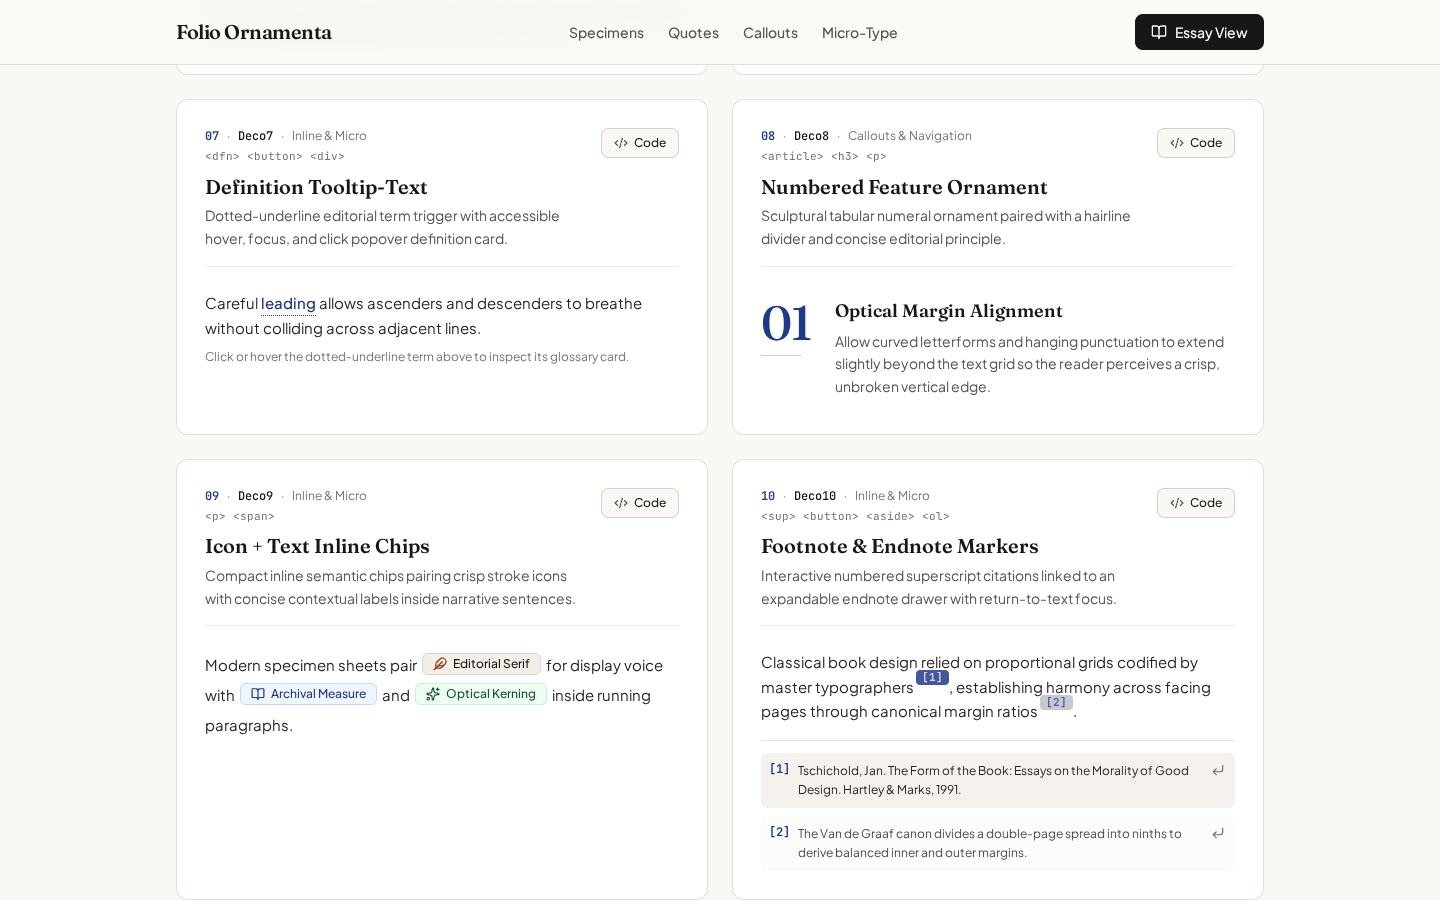 Folio Ornamenta
Specimens Quotes Callouts Micro-Type
Essay View
07 · Deco7 · Inline & Micro
<dfn> <button> <div>
Code
Definition Tooltip-Text
Dotted-underline editorial term trigger with accessible
hover, focus, and click popover definition card.
Careful leading allows ascenders and descenders to breathe
without colliding across adjacent lines.
Click or hover the dotted-underline term above to inspect its glossary card.
08 · Deco8 · Callouts & Navigation
<article> <h3> <p>
Code
Numbered Feature Ornament
Sculptural tabular numeral ornament paired with a hairline
divider and concise editorial principle.
01
Optical Margin Alignment
Allow curved letterforms and hanging punctuation to extend
slightly beyond the text grid so the reader perceives a crisp,
unbroken vertical edge.
09 · Deco9 · Inline & Micro
<p> <span>
Code
Icon + Text Inline Chips
Compact inline semantic chips pairing crisp stroke icons
with concise contextual labels inside narrative sentences.
Modern specimen sheets pair Editorial Serif for display voice
with Archival Measure and Optical Kerning inside running
paragraphs.
10 · Deco10 · Inline & Micro
<sup> <button> <aside> <ol>
Code
Footnote & Endnote Markers
Interactive numbered superscript citations linked to an
expandable endnote drawer with return-to-text focus.
Classical book design relied on proportional grids codified by
master typographers [1], establishing harmony across facing
pages through canonical margin ratios [2].
[1] Tschichold, Jan. The Form of the Book: Essays on the Morality of Good
Design. Hartley & Marks, 1991.
[2] The Van de Graaf canon divides a double-page spread into ninths to
derive balanced inner and outer margins.